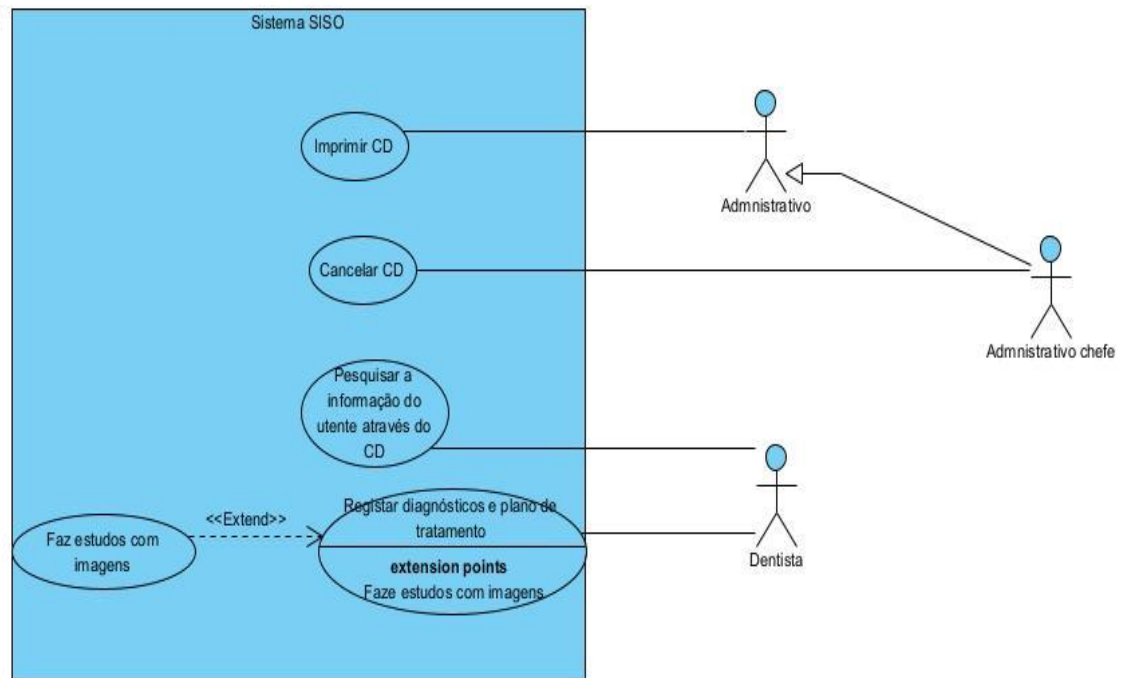 Sistema SISO
Imprimir CD
Admnistrativo
Cancelar CD
Admnistrativo chefe
Pesquisar a
informação do
utente através do
CD
Registar diagnósticos e plano de
tratamento
<<Extend>>
Faz estudos com
imagens
extension points
Faze estudos com imagens
Dentista